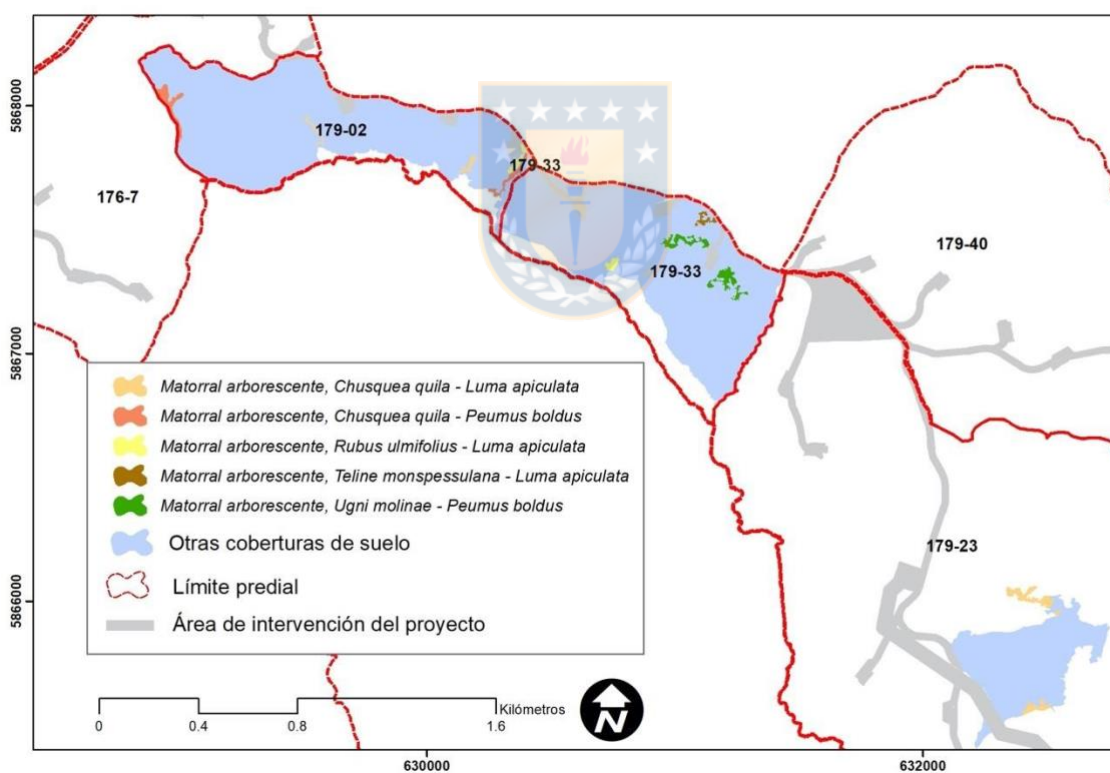 5868000
5867000
5866000
179-02
179-33
176-7
179-33
179-40
179-23
Matorral arborescente, Chusquea quila - Luma apiculata
Matorral arborescente, Chusquea quila - Peumus boldus
Matorral arborescente, Rubus ulmifolius - Luma apiculata
Matorral arborescente, Teline monspessulana - Luma apiculata
Matorral arborescente, Ugni molinae - Peumus boldus
Otras coberturas de suelo
Límite predial
Área de intervención del proyecto
Kilómetros
0 0.4 0.8 1.6
N
630000 632000